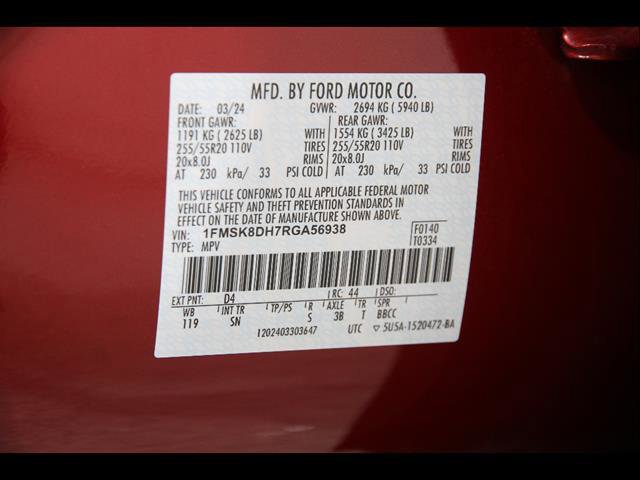 MFD. BY FORD MOTOR CO.
DATE: 03/24 GVWR: 2694 KG ( 5940 LB)
FRONT GAWR: REAR GAWR:
1191 KG ( 2625 LB) WITH 1554 KG ( 3425 LB) WITH
255/55R20 110V TIRES 255/55R20 110V TIRES
20x8.0J RIMS 20x8.0J RIMS
AT 230 kPa/ 33 PSI COLD AT 230 kPa/ 33 PSI COLD
THIS VEHICLE CONFORMS TO ALL APPLICABLE FEDERAL MOTOR
VEHICLE SAFETY AND THEFT PREVENTION STANDARDS IN
EFFECT ON THE DATE OF MANUFACTURE SHOWN ABOVE.
VIN: 1FMSK8DH7RGA56938 F0140
TYPE: MPV T0334
EXT PNT: D4 RC: 44 DSO:
WB INT TR TP/PS R AXLE TR SPR
119 SN S 3B T BBCC
1202403303647 UTC ▽ 5U5A-1520472-BA